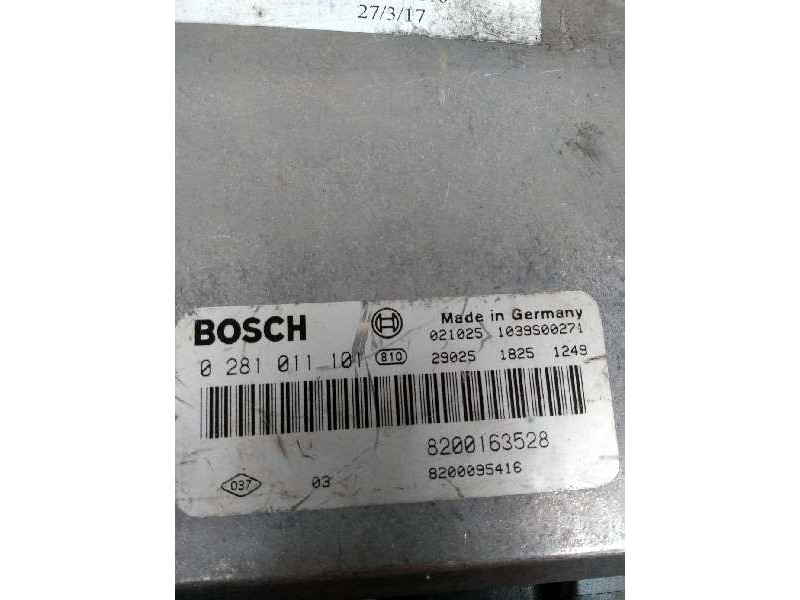 27/3/17
BOSCH
Made in Germany
021025 1039S00271
0 281 011 101 810 29025 1825 1249
8200163528
8200095416
037 03